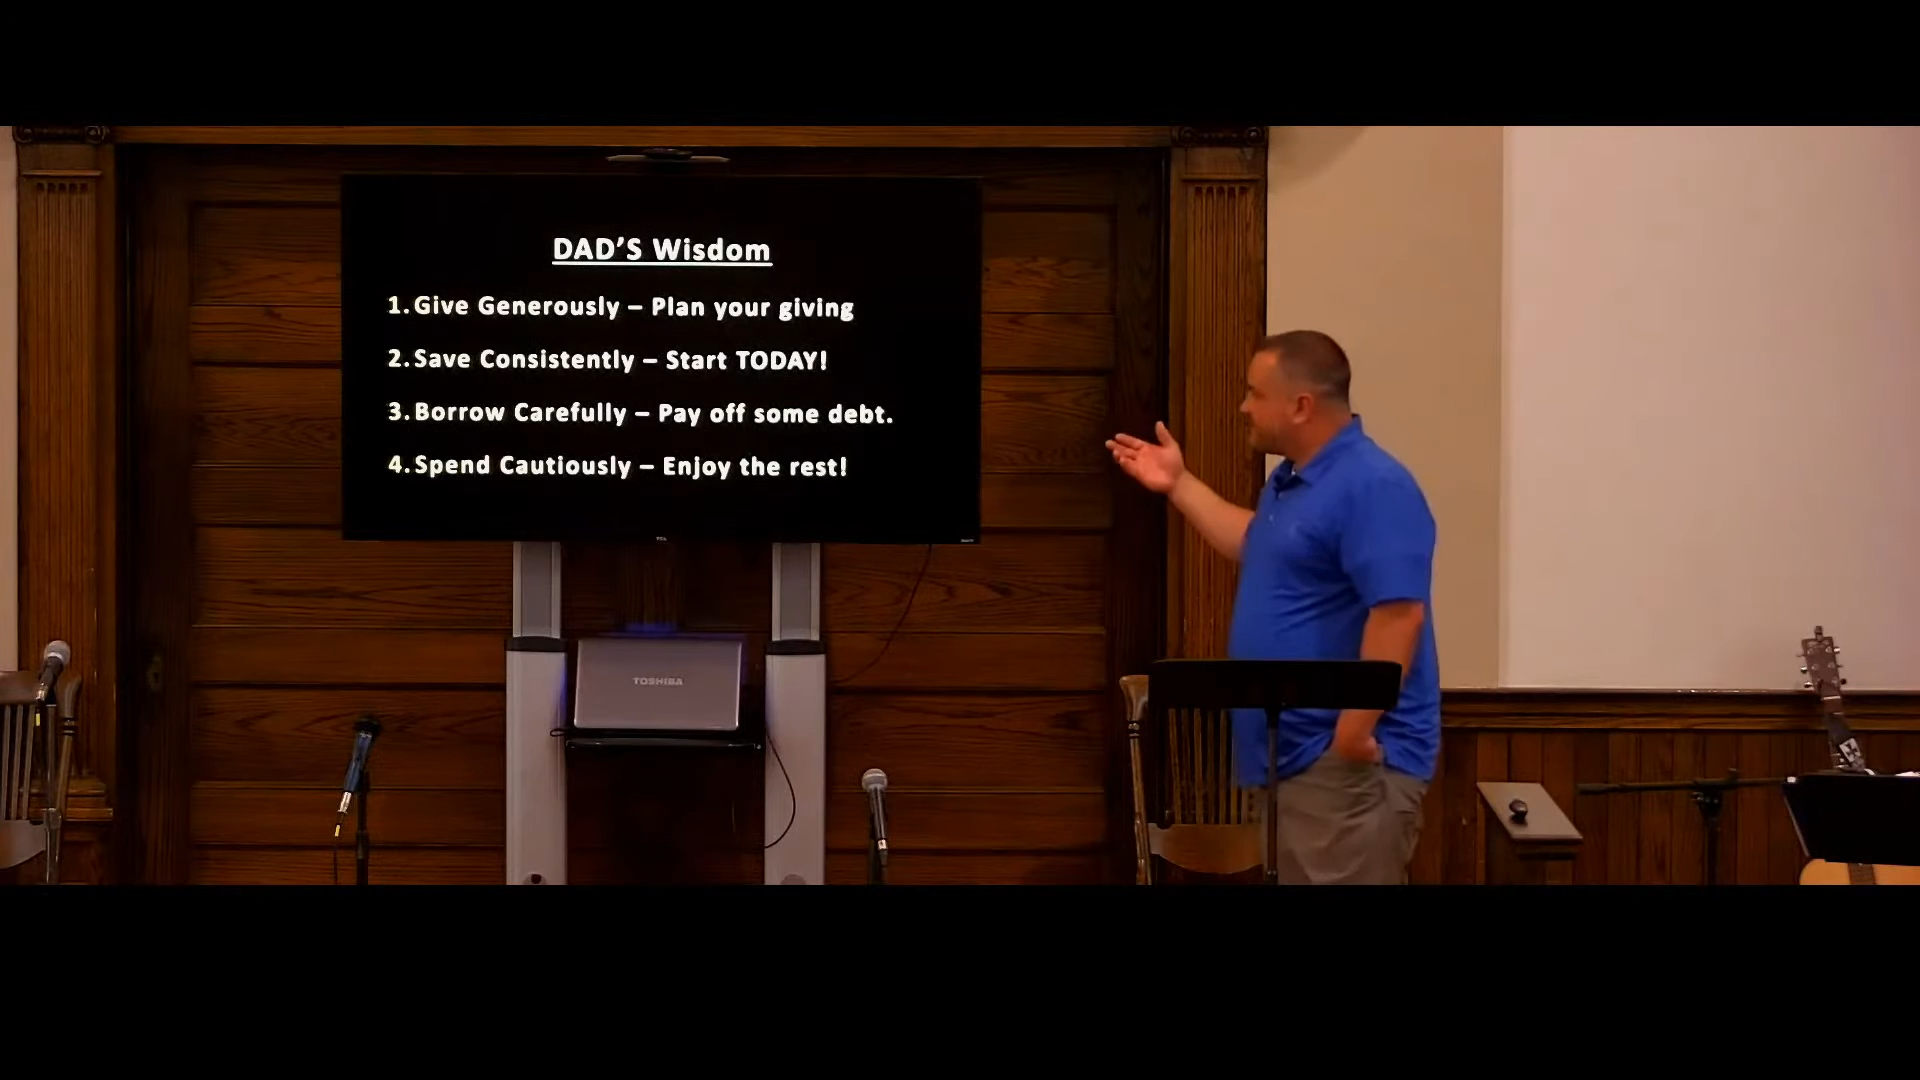 DAD'S Wisdom
1. Give Generously – Plan your giving
2. Save Consistently – Start TODAY!
3. Borrow Carefully – Pay off some debt.
4. Spend Cautiously – Enjoy the rest!
TCL
TOSHIBA